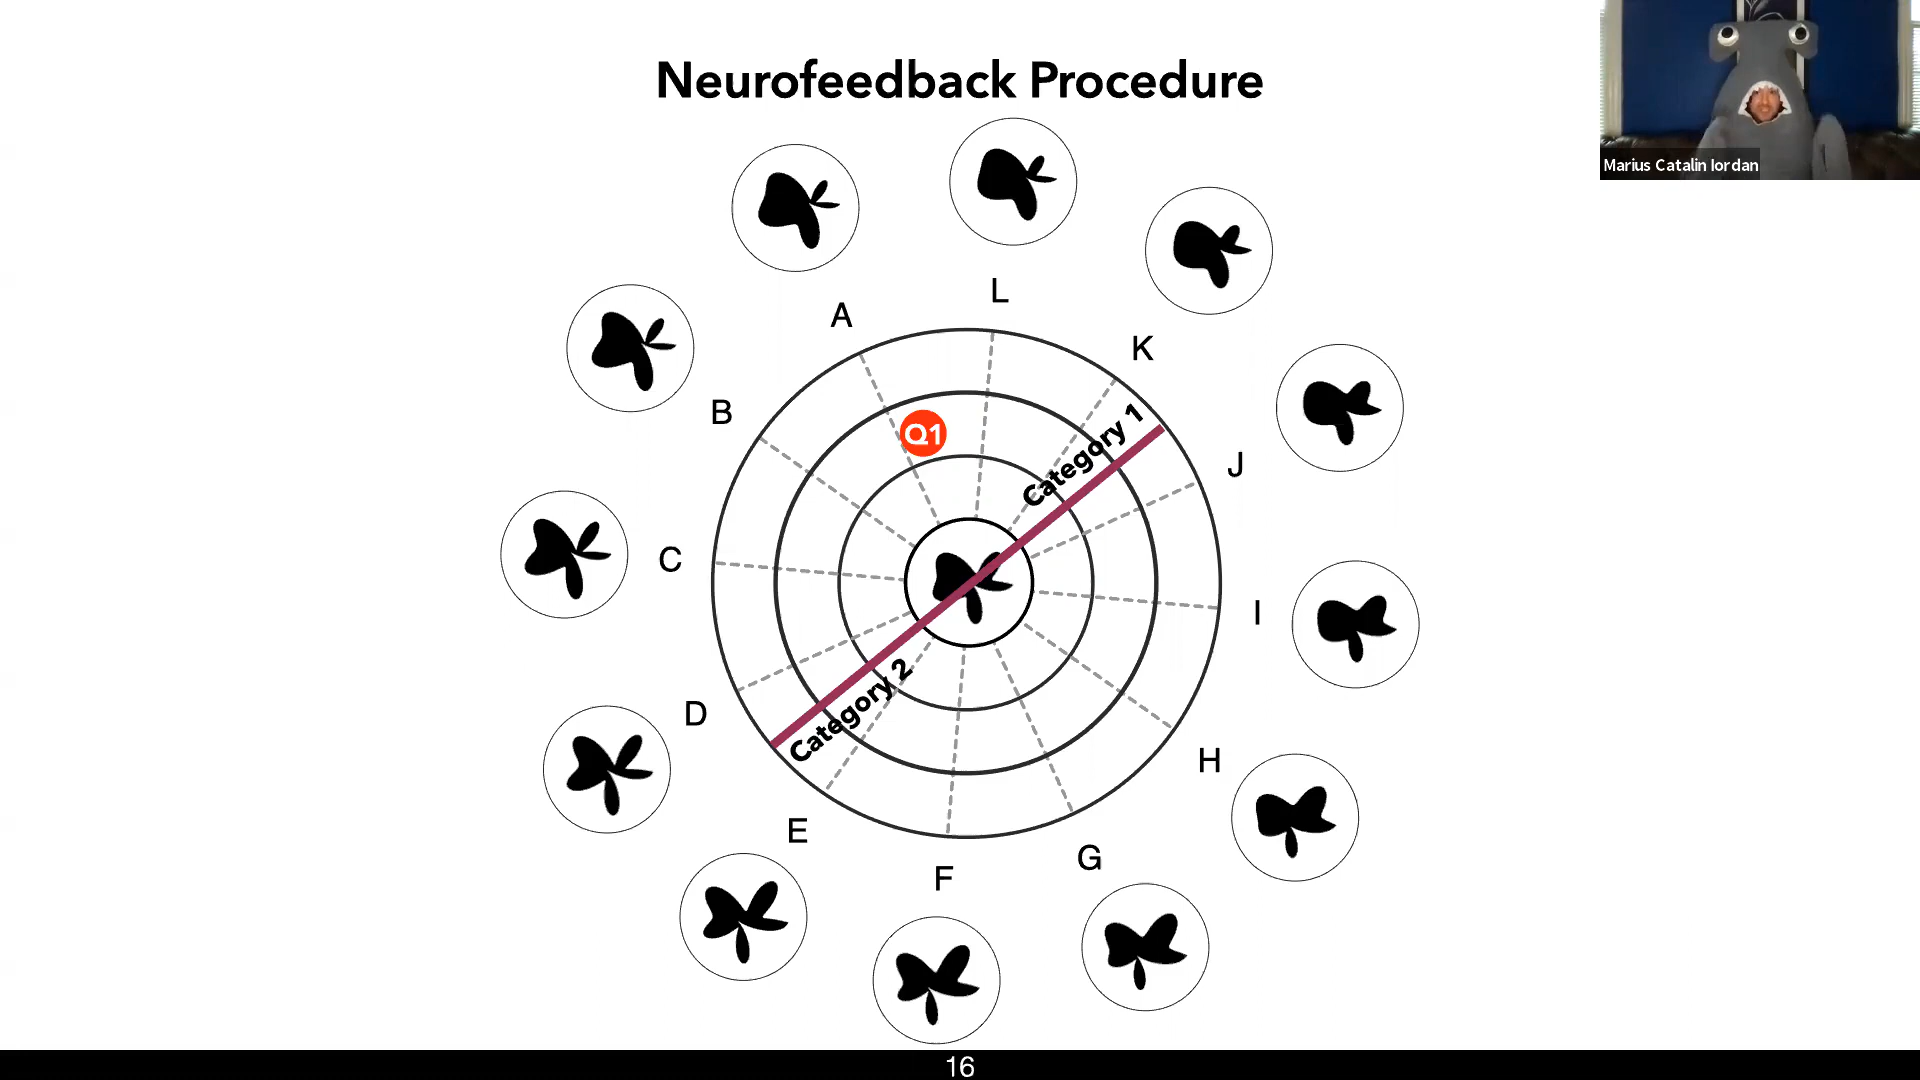 Neurofeedback Procedure
Marius Catalin Iordan
L
A
K
B
Category 1
Q1
J
C
I
Category 2
D
H
E
G
F
16